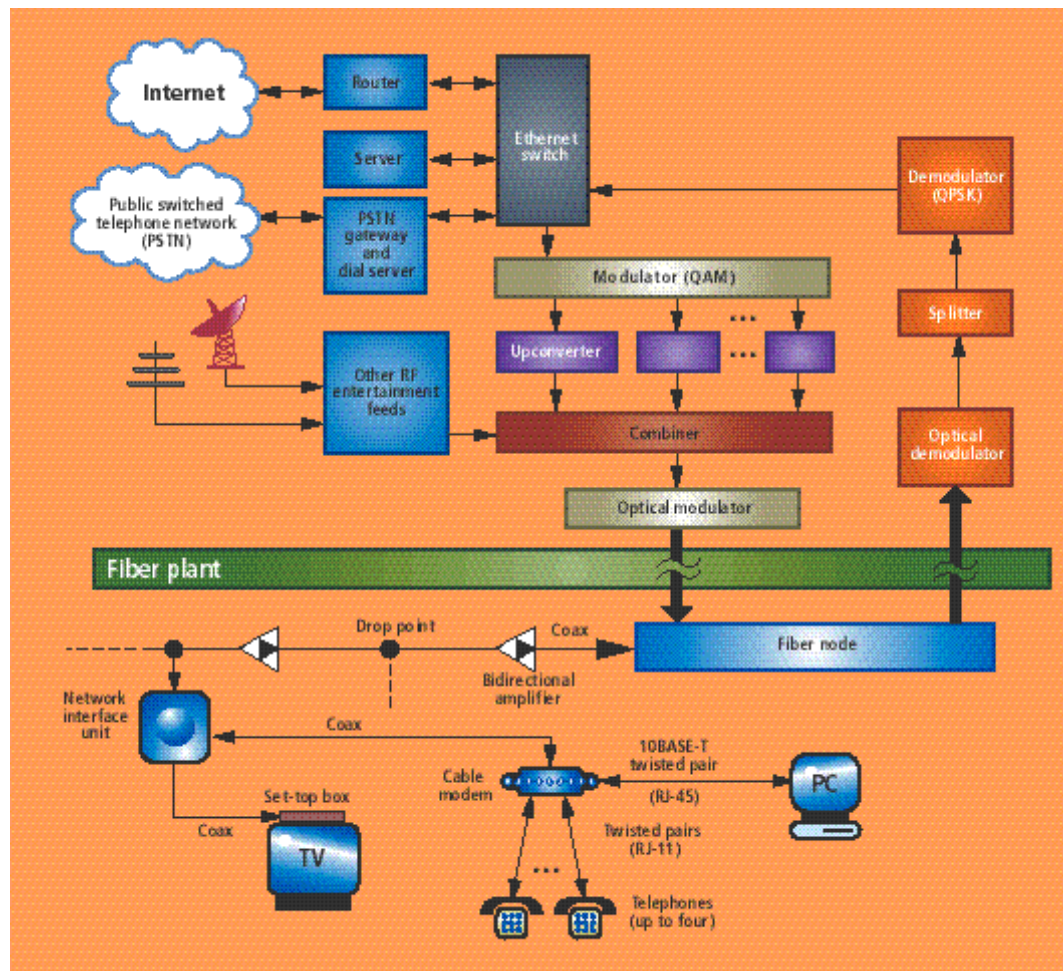 Internet
Router
Ethernet
switch
Server
Public switched
telephone network
(PSTN)
PSTN
gateway
and
dial server
Demodulator
(QPSK)
Modulator (QAM)
...
Splitter
Upconverter
...
Other RF
entertainment
feeds
Combiner
Optical
demodulator
Optical modulator
Fiber plant
Drop point
Coax
Fiber node
Bidirectional
amplifier
Network
interface
unit
Coax
10BASE-T
twisted pair
(RJ-45)
Cable
modem
PC
Set-top box
Coax
TV
Twisted pairs
(RJ-11)
...
Telephones
(up to four)